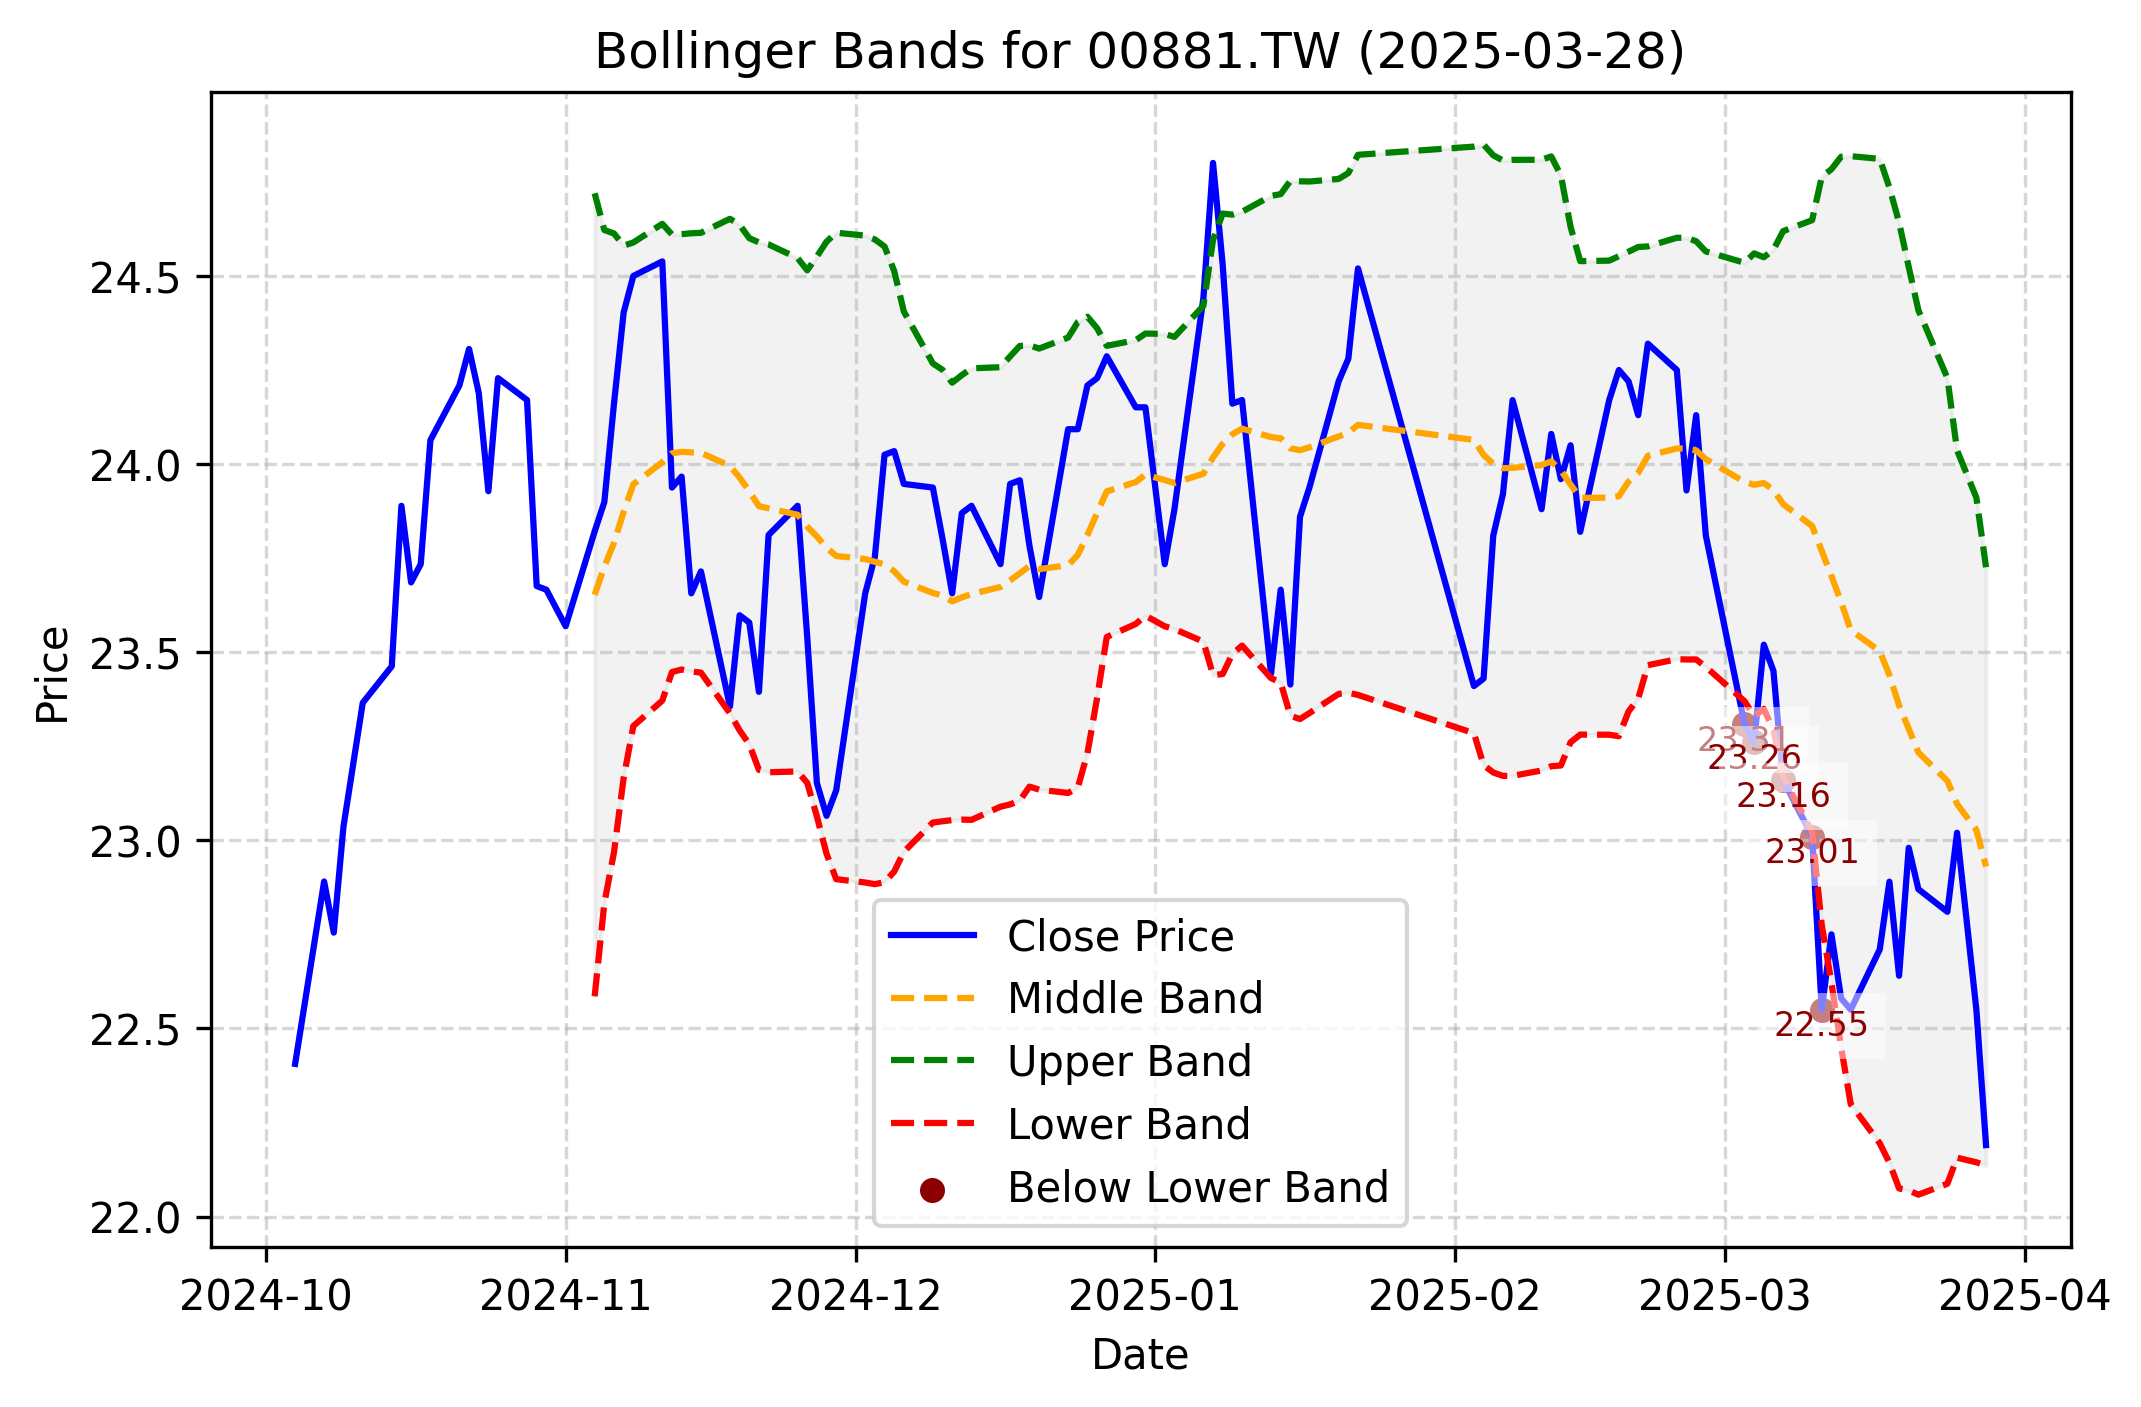 Bollinger Bands for 00881.TW (2025-03-28)
Price
24.5
24.0
23.5
23.0
22.5
22.0
23.31
23.26
23.16
23.01
22.55
Close Price
Middle Band
Upper Band
Lower Band
Below Lower Band
2024-10 2024-11 2024-12 2025-01 2025-02 2025-03 2025-04
Date